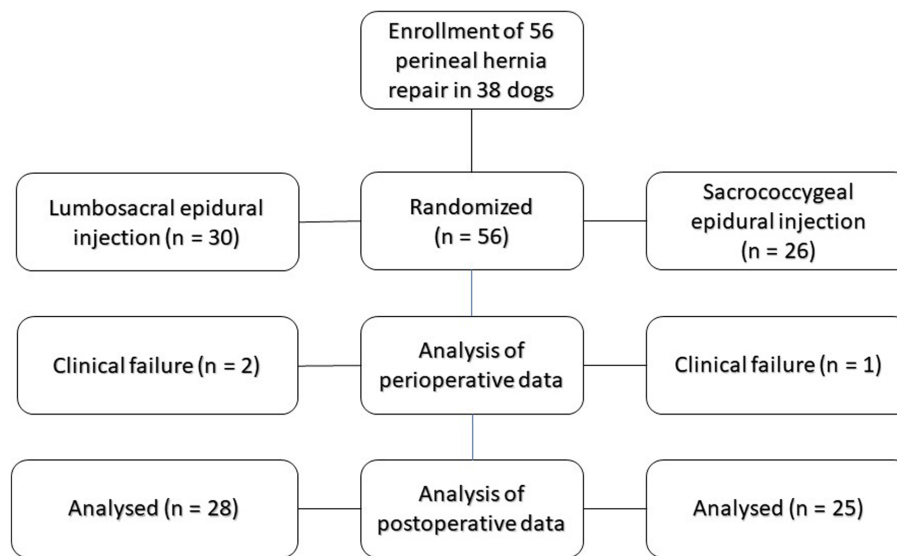 Enrollment of 56
perineal hernia
repair in 38 dogs
Lumbosacral epidural
injection (n = 30)
Randomized
(n = 56)
Sacrococcygeal
epidural injection
(n = 26)
Clinical failure (n = 2)
Analysis of
perioperative data
Clinical failure (n = 1)
Analysed (n = 28)
Analysis of
postoperative data
Analysed (n = 25)